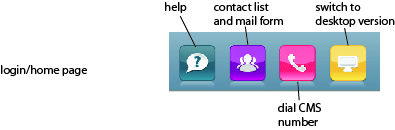 help
contact list
and mail form
switch to
desktop version
login/home page
?
dial CMS
number